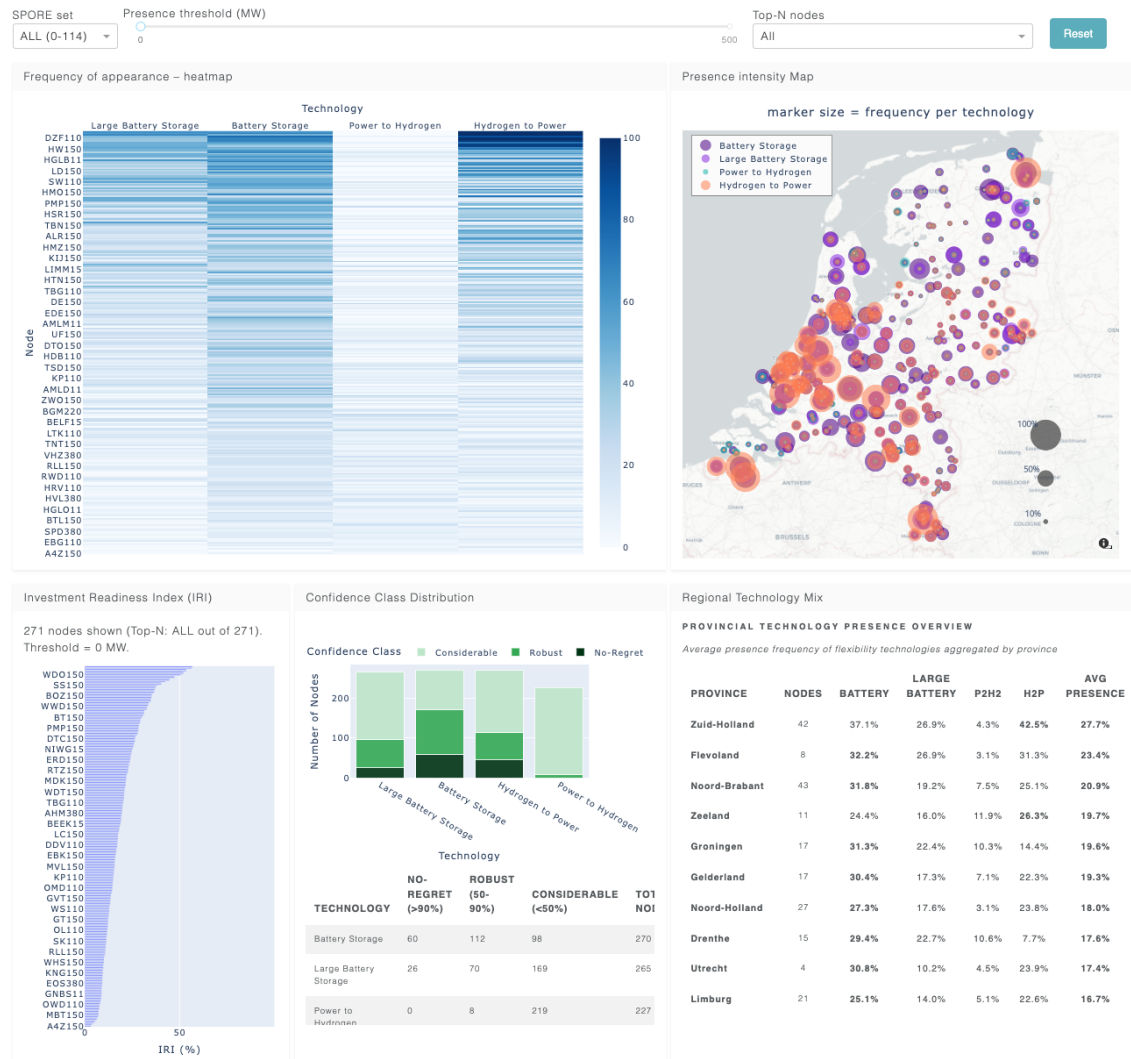 SPORE set
ALL (0-114)
Presence threshold (MW)
0
500
Top-N nodes
All
Reset
Frequency of appearance – heatmap
Technology
Large Battery Storage
Battery Storage
Power to Hydrogen
Hydrogen to Power
Node
DZF110
HW150
HGLB11
LD150
SW110
HMO150
PMP150
HSR150
TBN150
ALR150
HMZ150
KIJ150
LIMM15
HTN150
TBG110
DE150
EDE150
AMLM11
UF150
DTO150
HDB110
TSD150
KP110
AMLD11
ZWO150
BGM220
BELF15
LTK110
TNT150
VHZ380
RLL150
RWD110
HRV110
HVL380
HGLO11
BTL150
SPD380
EBG110
A4Z150
100
80
60
40
20
0
Presence intensity Map
marker size = frequency per technology
Battery Storage
Large Battery Storage
Power to Hydrogen
Hydrogen to Power
MÜNSTER
100%
50%
DUSSELDORF
10%
COLOGNE
BONN
ANTWERP
BRUSSELS
Investment Readiness Index (IRI)
271 nodes shown (Top-N: ALL out of 271).
Threshold = 0 MW.
WDO150
SS150
BOZ150
WWD150
BT150
PMP150
DTC150
NIWG15
ERD150
RTZ150
MDK150
WDT150
TBG110
AHM380
BEEK15
LC150
DDV110
EBK150
MVL150
KP110
OMD110
GVT150
WS110
GT150
OL110
SK110
RLL150
WHS150
KNG150
EOS380
GNBS11
OWD110
MBT150
A4Z150
0
50
IRI (%)
Confidence Class Distribution
Confidence Class
Considerable
Robust
No-Regret
Number of Nodes
200
100
0
Large Battery Storage
Battery Storage
Hydrogen to Power
Power to Hydrogen
Technology
TECHNOLOGY
NO-
REGRET
(>90%)
ROBUST
(50-
90%)
CONSIDERABLE
(<50%)
Battery Storage 60 112 98 270
Large Battery
Storage 26 70 169 265
Power to
Hydrogen 0 8 219 227
Regional Technology Mix
PROVINCIAL TECHNOLOGY PRESENCE OVERVIEW
Average presence frequency of flexibility technologies aggregated by province
PROVINCE
NODES
BATTERY
LARGE
BATTERY
P2H2
H2P
AVG
PRESENCE
Zuid-Holland 42 37.1% 26.9% 4.3% 42.5% 27.7%
Flevoland 8 32.2% 26.9% 3.1% 31.3% 23.4%
Noord-Brabant 43 31.8% 19.2% 7.5% 25.1% 20.9%
Zeeland 11 24.4% 16.0% 11.9% 26.3% 19.7%
Groningen 17 31.3% 22.4% 10.3% 14.4% 19.6%
Gelderland 17 30.4% 17.3% 7.1% 22.3% 19.3%
Noord-Holland 27 27.3% 17.6% 3.1% 23.8% 18.0%
Drenthe 15 29.4% 22.7% 10.6% 7.7% 17.6%
Utrecht 4 30.8% 10.2% 4.5% 23.9% 17.4%
Limburg 21 25.1% 14.0% 5.1% 22.6% 16.7%